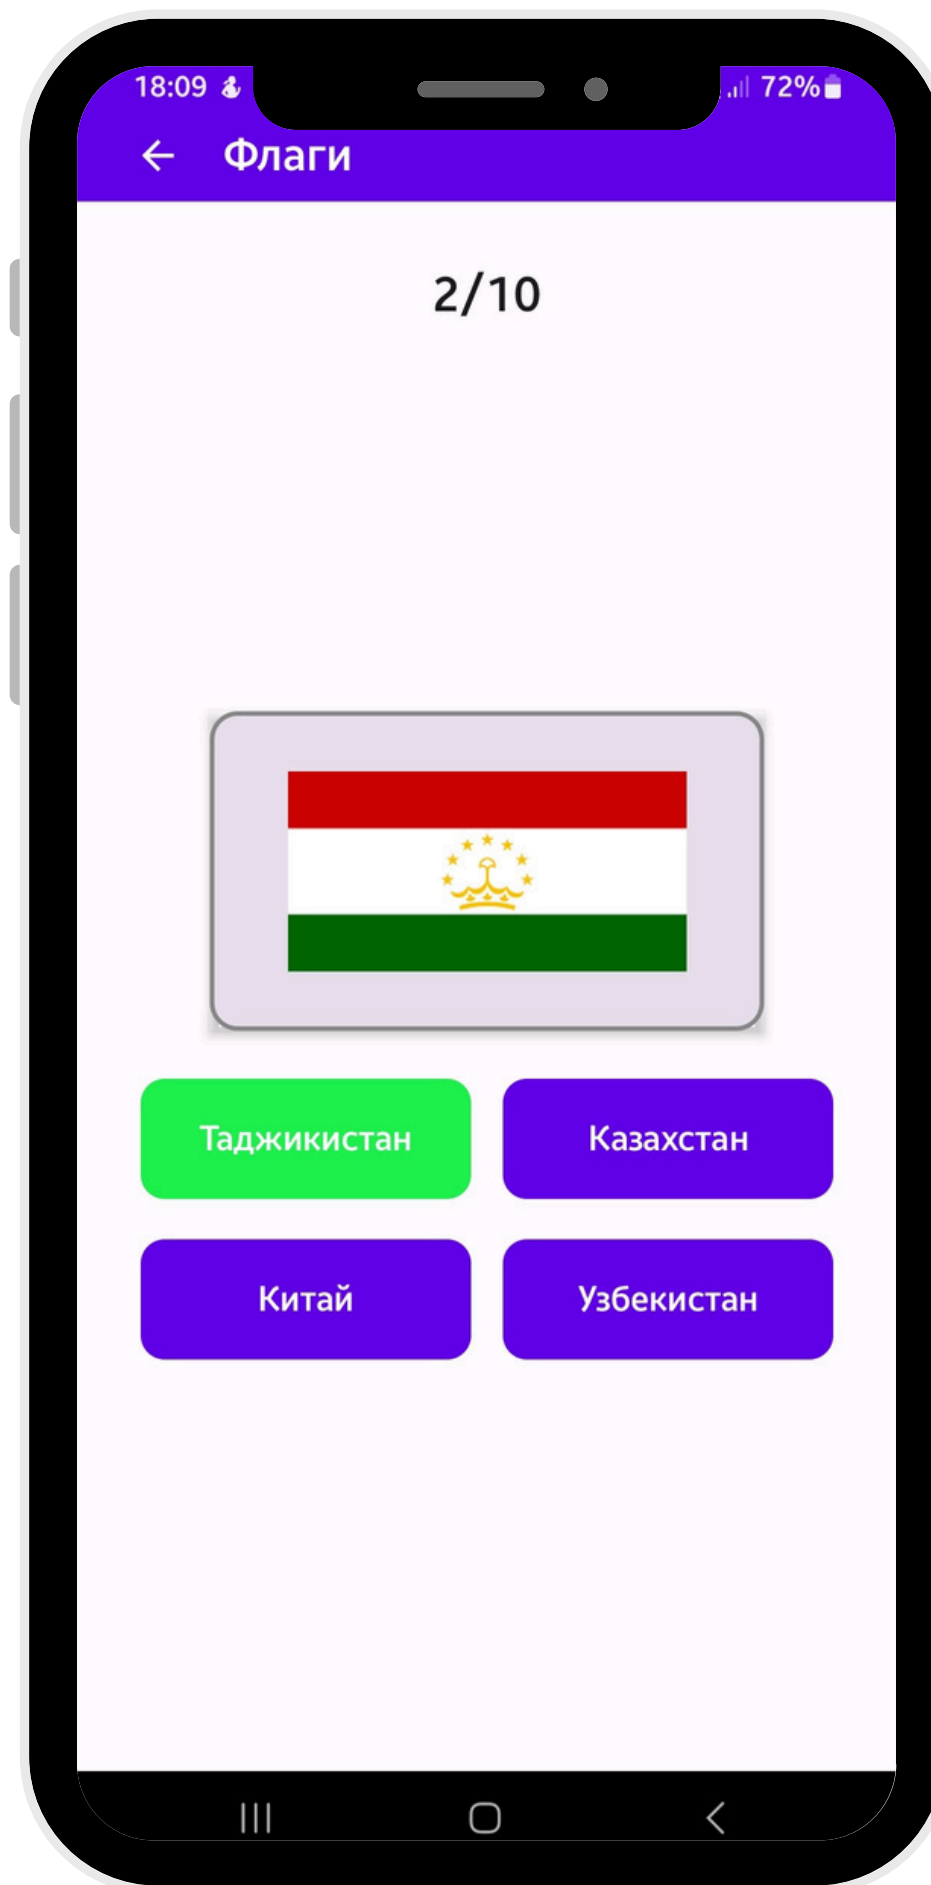 18:09 72%
Флаги
2/10
Таджикистан Казахстан
Китай Узбекистан